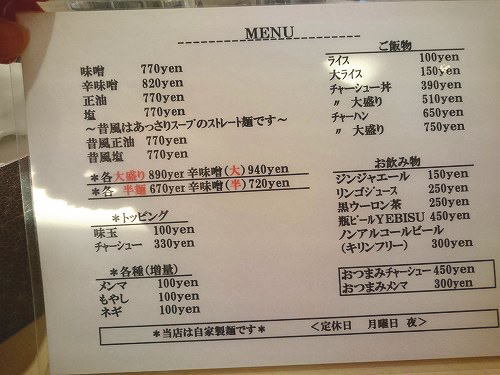 MENU
味噌 770yen
辛味噌 820yen
正油 770yen
塩 770yen
～昔風はあっさりスープのストレート麺です～
昔風正油 770yen
昔風塩 770yen
＊各大盛り 890yer 辛味噌(大) 940yen
＊各 半麺 670yer 辛味噌(半) 720yen
＊トッピング
味玉 100yen
チャーシュー 330yen
＊各種(増量)
メンマ 100yen
もやし 100yen
ネギ 100yen
ご飯物
ライス 100yen
大ライス 150yen
チャーシュー丼 390yen
〃 大盛り 510yen
チャーハン 650yen
〃 大盛り 750yen
お飲み物
ジンジャエール 150yen
リンゴジュース 250yen
黒ウーロン茶 250yen
瓶ビールYEBISU 450yen
ノンアルコールビール
(キリンフリー) 300yen
おつまみチャーシュー 450yen
おつまみメンマ 300yen
＊当店は自家製麺です＊ ＜定休日 月曜日 夜＞